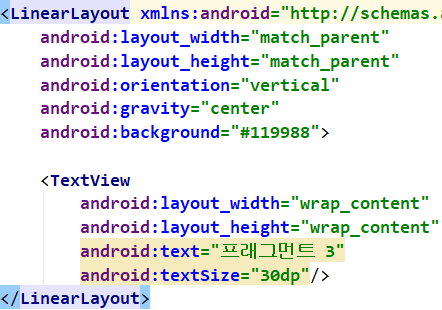 <LinearLayout xmlns:android="http://schemas.
android:layout_width="match_parent"
android:layout_height="match_parent"
android:orientation="vertical"
android:gravity="center"
android:background="#119988">
<TextView
android:layout_width="wrap_content"
android:layout_height="wrap_content"
android:text="프래그먼트 3"
android:textSize="30dp"/>
</LinearLayout>